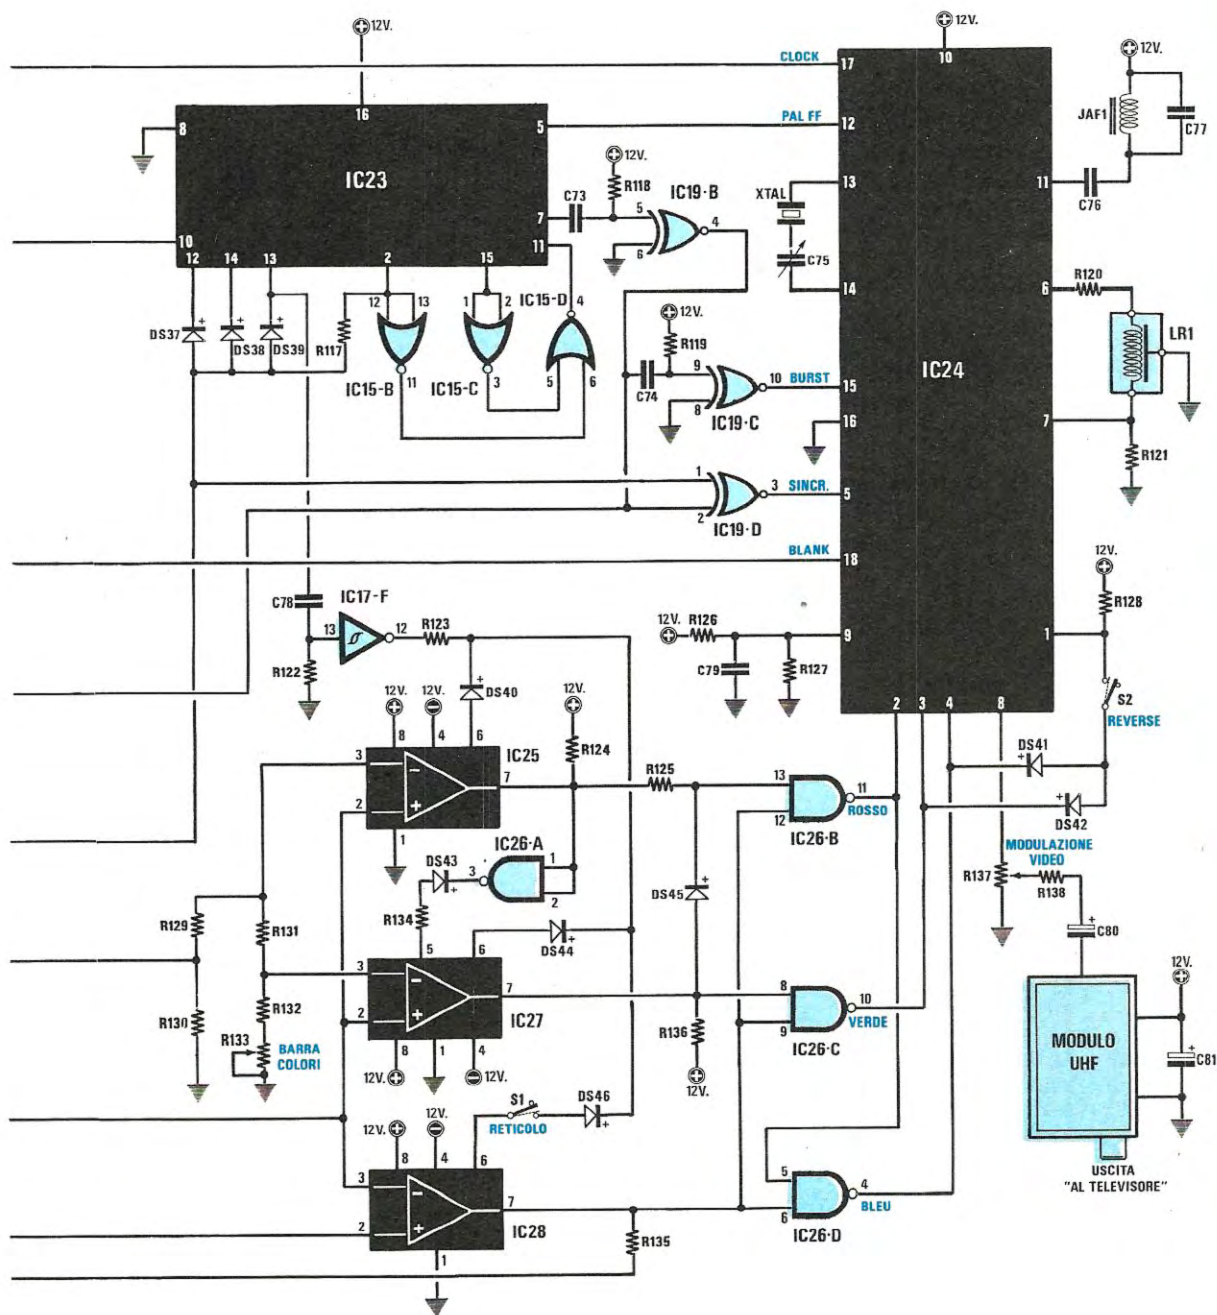 12V.
12V.
CLOCK
17
10
12V.
16
8
5
PAL FF
12
JAF1
C77
IC23
12V.
R118
IC19·B
13
11
C76
C73
XTAL
7
5
4
6
10
11
C75
12
14
13
2
15
14
6
R120
IC15-D
4
12V.
12
13
1
2
DS37
DS38
DS39
R117
R119
LR1
IC24
IC15-B
11
IC15-C
3
5
6
C74
9
10
BURST
15
8
16
7
IC19·C
R121
1
3
SINCR.
5
2
IC19·D
BLANK
18
12V.
C78
IC17-F
R128
13
12
R123
12V.
R126
9
1
R122
C79
R127
12V.
12V.
DS40
12V.
S2
2
3
4
8
REVERSE
8
4
6
IC25
R124
DS41
3
7
R125
13
11
ROSSO
2
12
DS42
IC26·B
1
IC26·A
MODULAZIONE
VIDEO
DS43
3
1
2
R137
R138
DS45
R129
R131
R134
C80
5
6
DS44
3
7
8
10
VERDE
12V.
R132
IC27
9
R130
2
R136
IC26·C
R133
BARRA
COLORI
8
1
4
MODULO
UHF
C81
12V.
12V.
12V.
S1
DS46
12V.
RETICOLO
8
4
6
5
USCITA
"AL TELEVISORE"
3
4
BLEU
7
6
2
IC28
R135
IC26·D
1